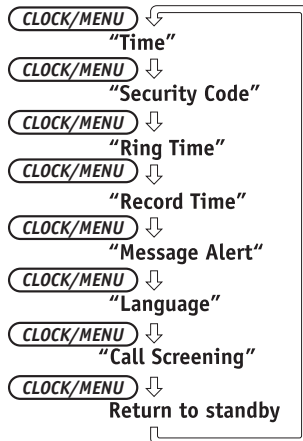 CLOCK/MENU
"Time"
CLOCK/MENU
"Security Code"
CLOCK/MENU
"Ring Time"
CLOCK/MENU
"Record Time"
CLOCK/MENU
"Message Alert“
CLOCK/MENU
"Language"
CLOCK/MENU
"Call Screening"
CLOCK/MENU
Return to standby